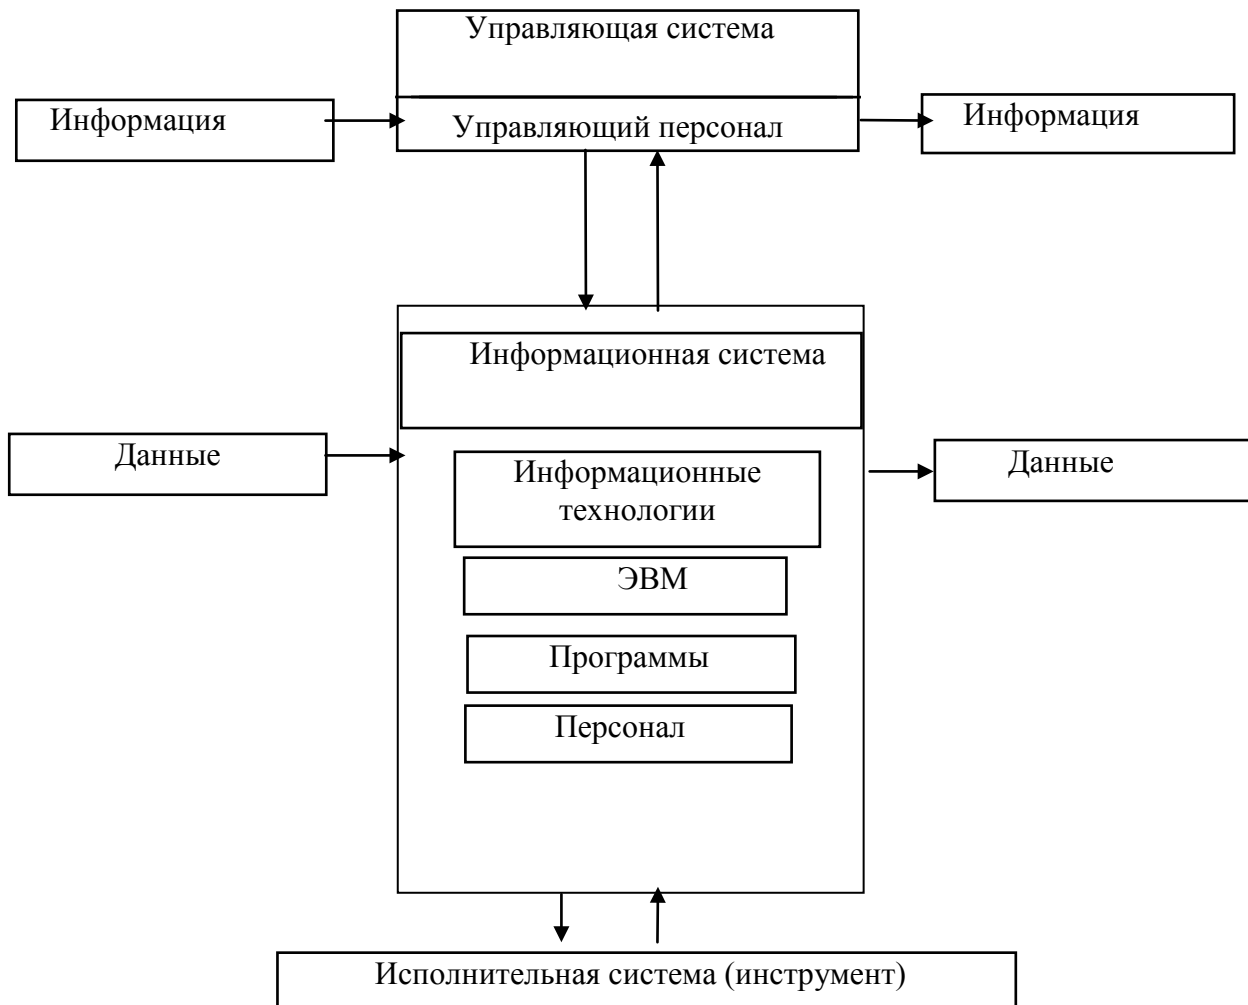 Управляющая система
Информация
Управляющий персонал
Информация
Информационная система
Данные
Данные
Информационные
технологии
ЭВМ
Программы
Персонал
Исполнительная система (инструмент)